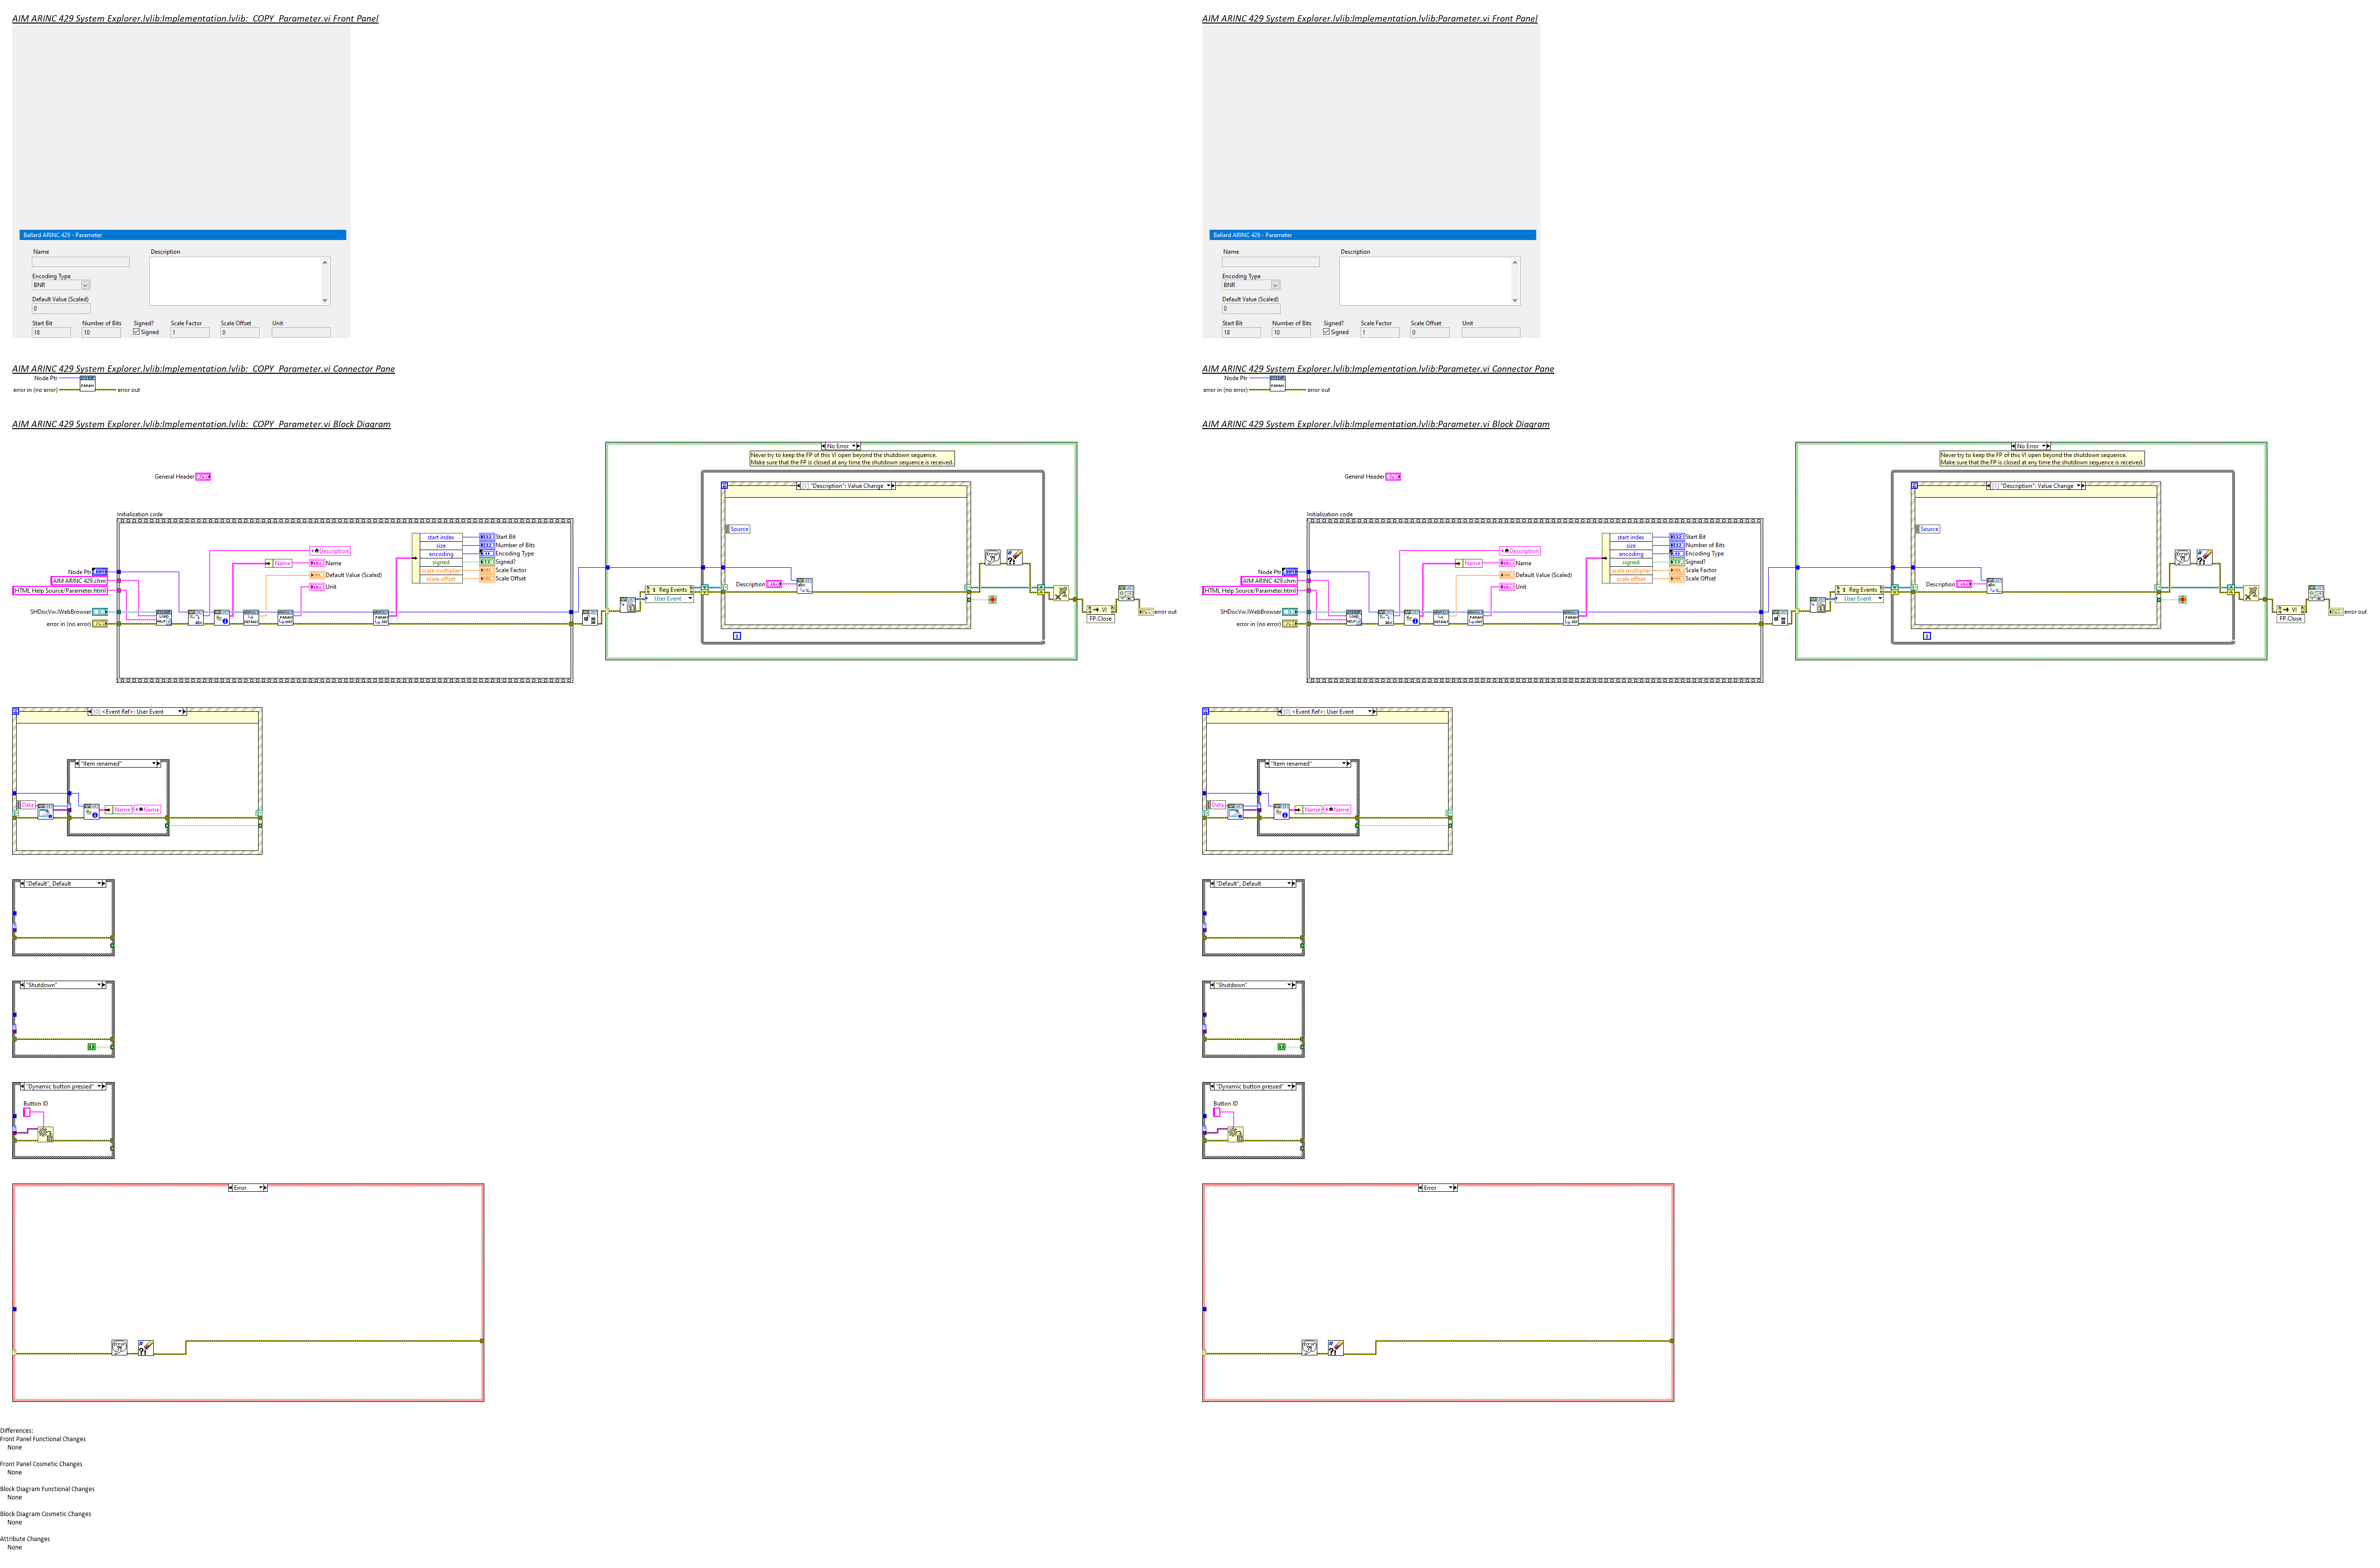 AIM ARINC 429 System Explorer.lvlib:Implementation.lvlib:_COPY_Parameter.vi Front Panel
Ballard ARINC 429 - Parameter
Name
Description
Encoding Type
BNR
Default Value (Scaled)
0
Start Bit
Number of Bits
Signed?
Scale Factor
Scale Offset
Unit
18
10
Signed
1
0
AIM ARINC 429 System Explorer.lvlib:Implementation.lvlib:_COPY_Parameter.vi Connector Pane
Node Ptr
PARAM
error in (no error)
error out
AIM ARINC 429 System Explorer.lvlib:Implementation.lvlib:_COPY_Parameter.vi Block Diagram
No Error
Never try to keep the FP of this VI open beyond the shutdown sequence.
Make sure that the FP is closed at any time the shutdown sequence is received.
General Header
[1] "Description": Value Change
Initialization code
Source
start index
Start Bit
size
Number of Bits
encoding
Encoding Type
signed
Signed?
scale multiplier
Scale Factor
scale offset
Scale Offset
Description
Name
Name
Default Value (Scaled)
Unit
Node Ptr
AIM ARINC 429.chm
HTML Help Source/Parameter.html
SHDocVw.IWebBrowser
error in (no error)
Reg Events
User Event
Description
VI
FP.Close
error out
[0] <Event Ref>: User Event
"Item renamed"
Data
Name
Name
"Default", Default
"Shutdown"
"Dynamic button pressed"
Button ID
Error
Differences:
Front Panel Functional Changes
None
Front Panel Cosmetic Changes
None
Block Diagram Functional Changes
None
Block Diagram Cosmetic Changes
None
Attribute Changes
None
AIM ARINC 429 System Explorer.lvlib:Implementation.lvlib:Parameter.vi Front Panel
Ballard ARINC 429 - Parameter
Name
Description
Encoding Type
BNR
Default Value (Scaled)
0
Start Bit
Number of Bits
Signed?
Scale Factor
Scale Offset
Unit
18
10
Signed
1
0
AIM ARINC 429 System Explorer.lvlib:Implementation.lvlib:Parameter.vi Connector Pane
Node Ptr
PARAM
error in (no error)
error out
AIM ARINC 429 System Explorer.lvlib:Implementation.lvlib:Parameter.vi Block Diagram
No Error
Never try to keep the FP of this VI open beyond the shutdown sequence.
Make sure that the FP is closed at any time the shutdown sequence is received.
General Header
[1] "Description": Value Change
Initialization code
Source
start index
Start Bit
size
Number of Bits
encoding
Encoding Type
signed
Signed?
scale multiplier
Scale Factor
scale offset
Scale Offset
Description
Name
Name
Default Value (Scaled)
Unit
Node Ptr
AIM ARINC 429.chm
HTML Help Source/Parameter.html
SHDocVw.IWebBrowser
error in (no error)
Reg Events
User Event
Description
VI
FP.Close
error out
[0] <Event Ref>: User Event
"Item renamed"
Data
Name
Name
"Default", Default
"Shutdown"
"Dynamic button pressed"
Button ID
Error